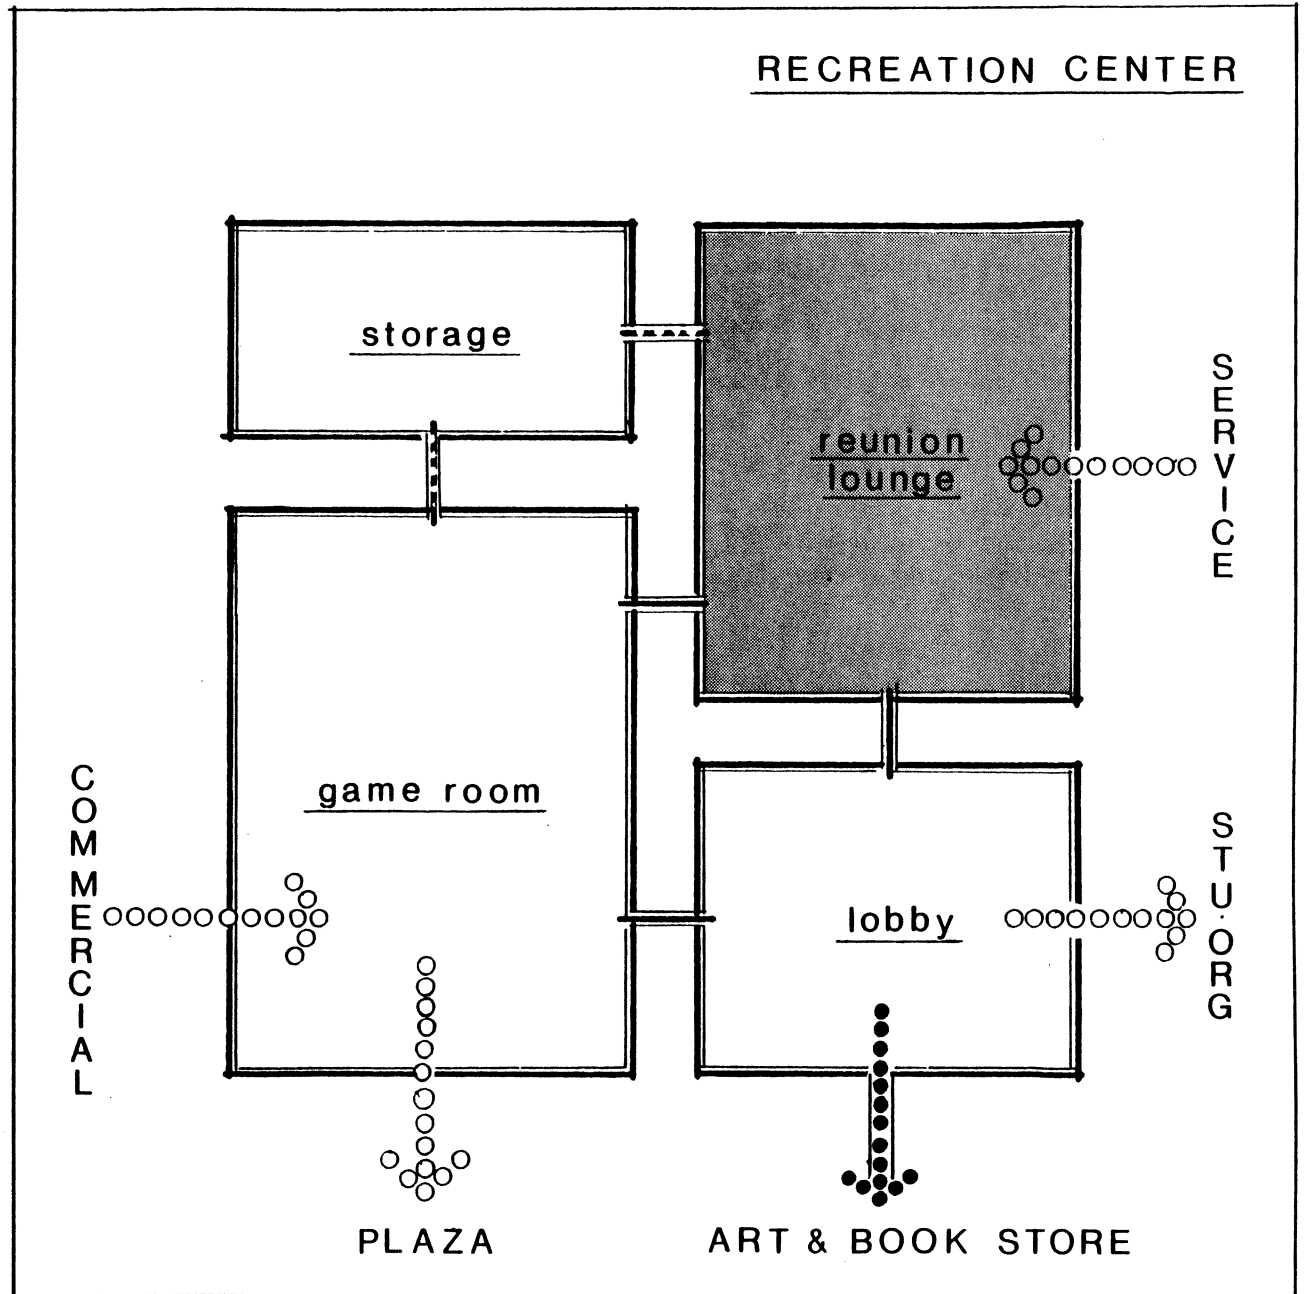 RECREATION CENTER
storage
reunion
lounge
SERVICE
game room
COMMERCIAL
lobby
STU·ORG
PLAZA
ART & BOOK STORE